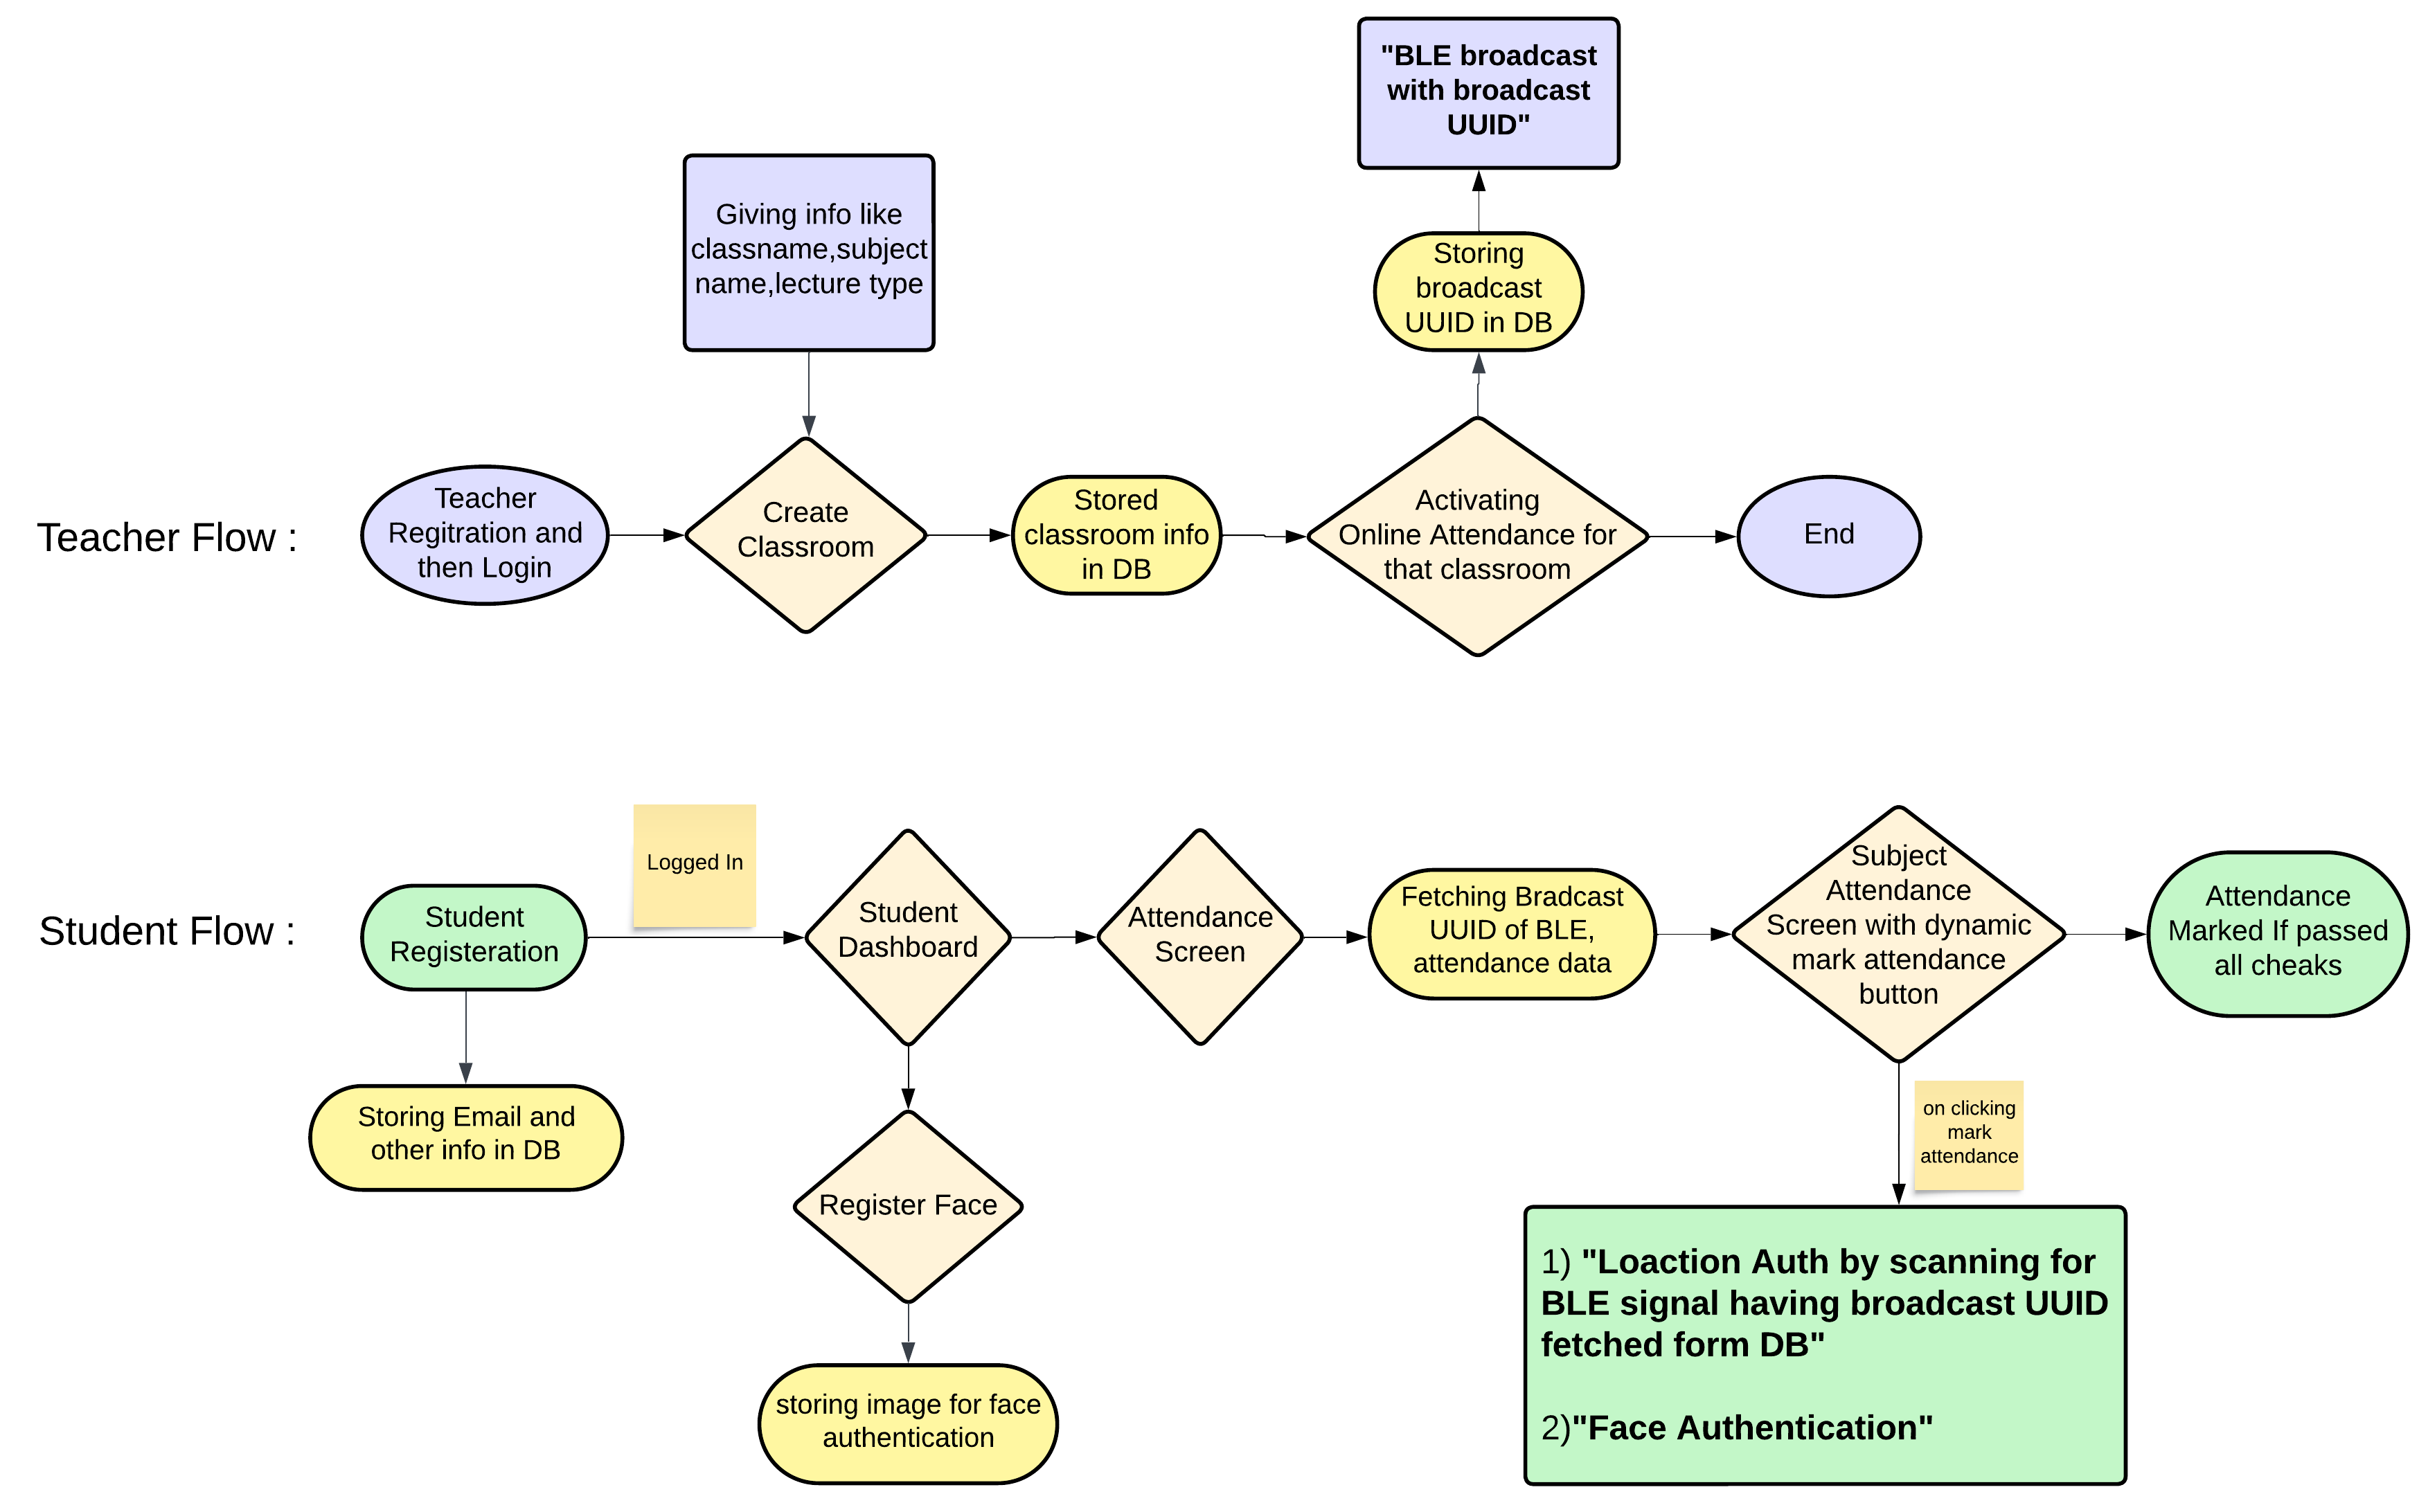 "BLE broadcast
with broadcast
UUID"
Giving info like
classname,subject
name,lecture type
Storing
broadcast
UUID in DB
Teacher Flow :
Teacher
Regitration and
then Login
Create
Classroom
Stored
classroom info
in DB
Activating
Online Attendance for
that classroom
End
Student Flow :
Student
Registeration
Logged In
Student
Dashboard
Attendance
Screen
Fetching Bradcast
UUID of BLE,
attendance data
Subject
Attendance
Screen with dynamic
mark attendance
button
Attendance
Marked If passed
all cheaks
Storing Email and
other info in DB
Register Face
storing image for face
authentication
on clicking
mark
attendance
1) "Loaction Auth by scanning for
BLE signal having broadcast UUID
fetched form DB"
2)"Face Authentication"